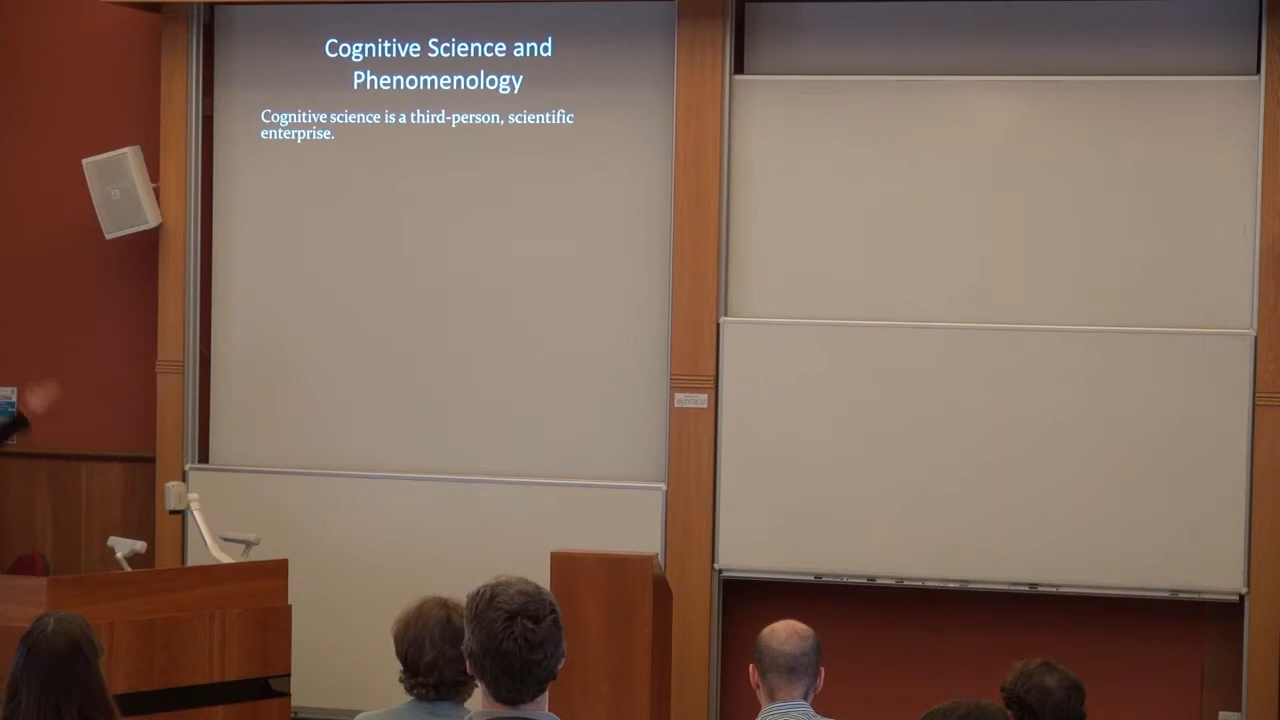 Cognitive Science and
Phenomenology
Cognitive science is a third-person, scientific
enterprise.